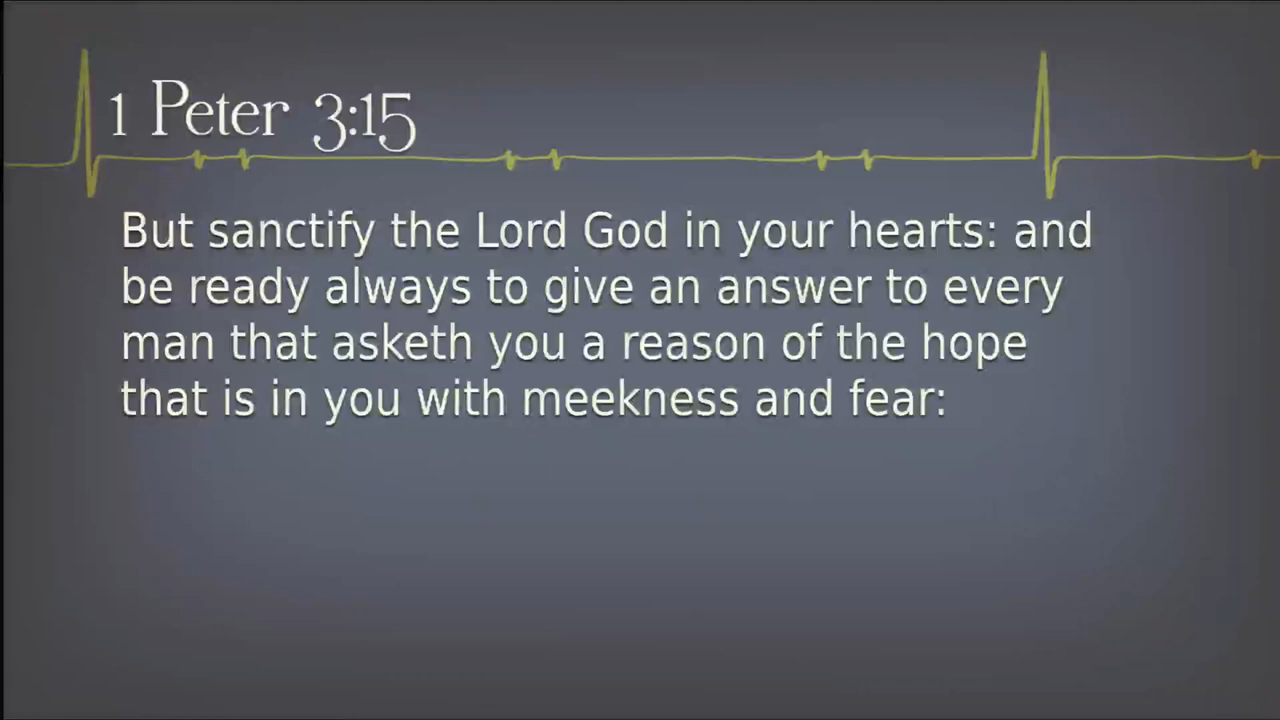 1 Peter 3:15
But sanctify the Lord God in your hearts: and
be ready always to give an answer to every
man that asketh you a reason of the hope
that is in you with meekness and fear: